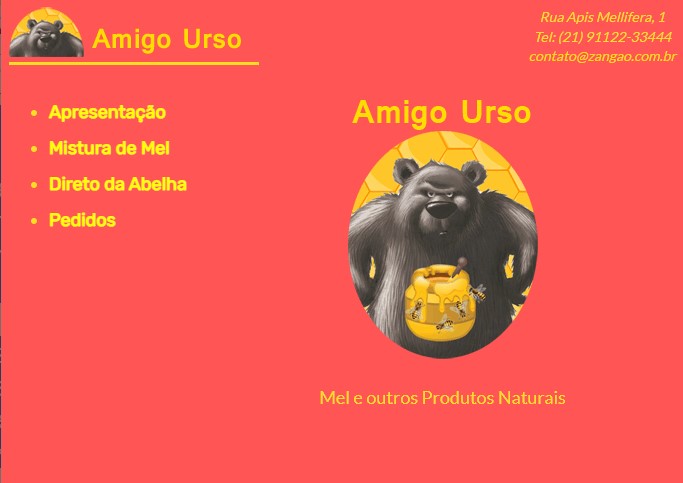 Amigo Urso
Rua Apis Mellifera, 1
Tel: (21) 91122-33444
contato@zangao.com.br
Apresentação
Mistura de Mel
Direto da Abelha
Pedidos
Amigo Urso
Mel e outros Produtos Naturais